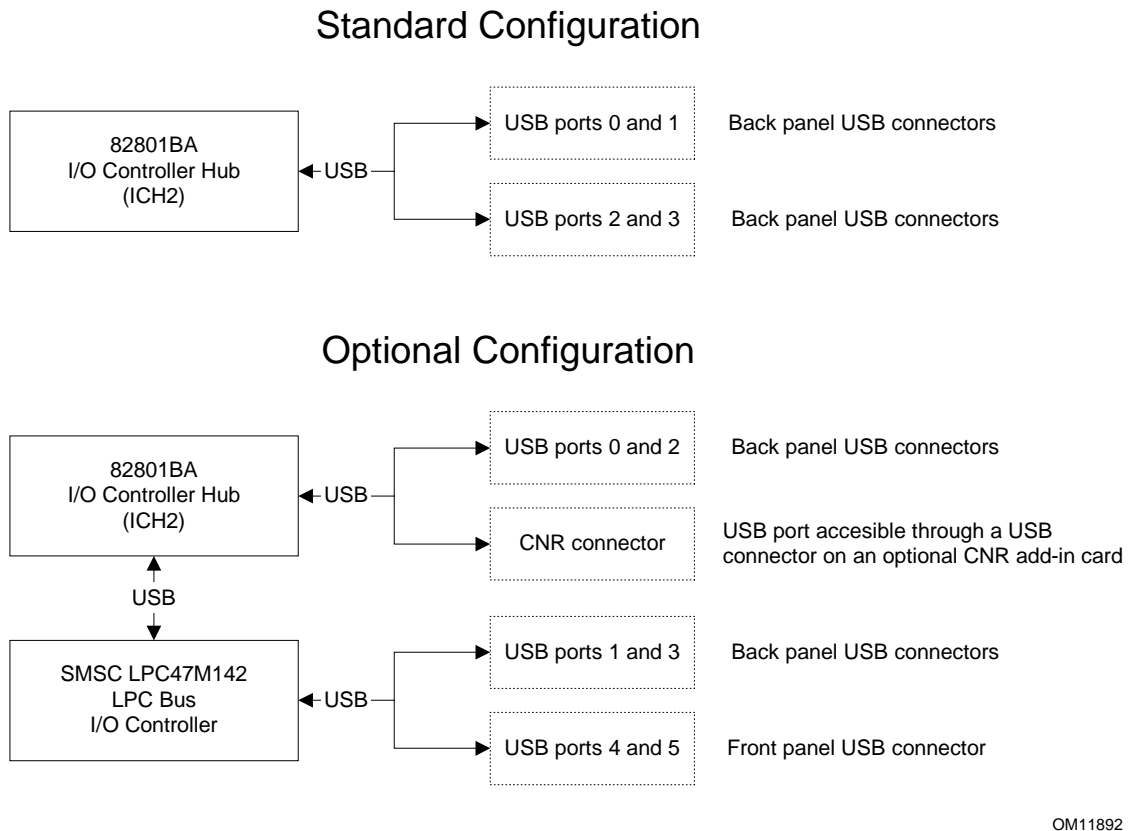 Standard Configuration
82801BA
I/O Controller Hub
(ICH2)
USB
USB ports 0 and 1
Back panel USB connectors
USB ports 2 and 3
Back panel USB connectors
Optional Configuration
82801BA
I/O Controller Hub
(ICH2)
USB
USB ports 0 and 2
Back panel USB connectors
CNR connector
USB port accesible through a USB
connector on an optional CNR add-in card
USB
SMSC LPC47M142
LPC Bus
I/O Controller
USB
USB ports 1 and 3
Back panel USB connectors
USB ports 4 and 5
Front panel USB connector
OM11892